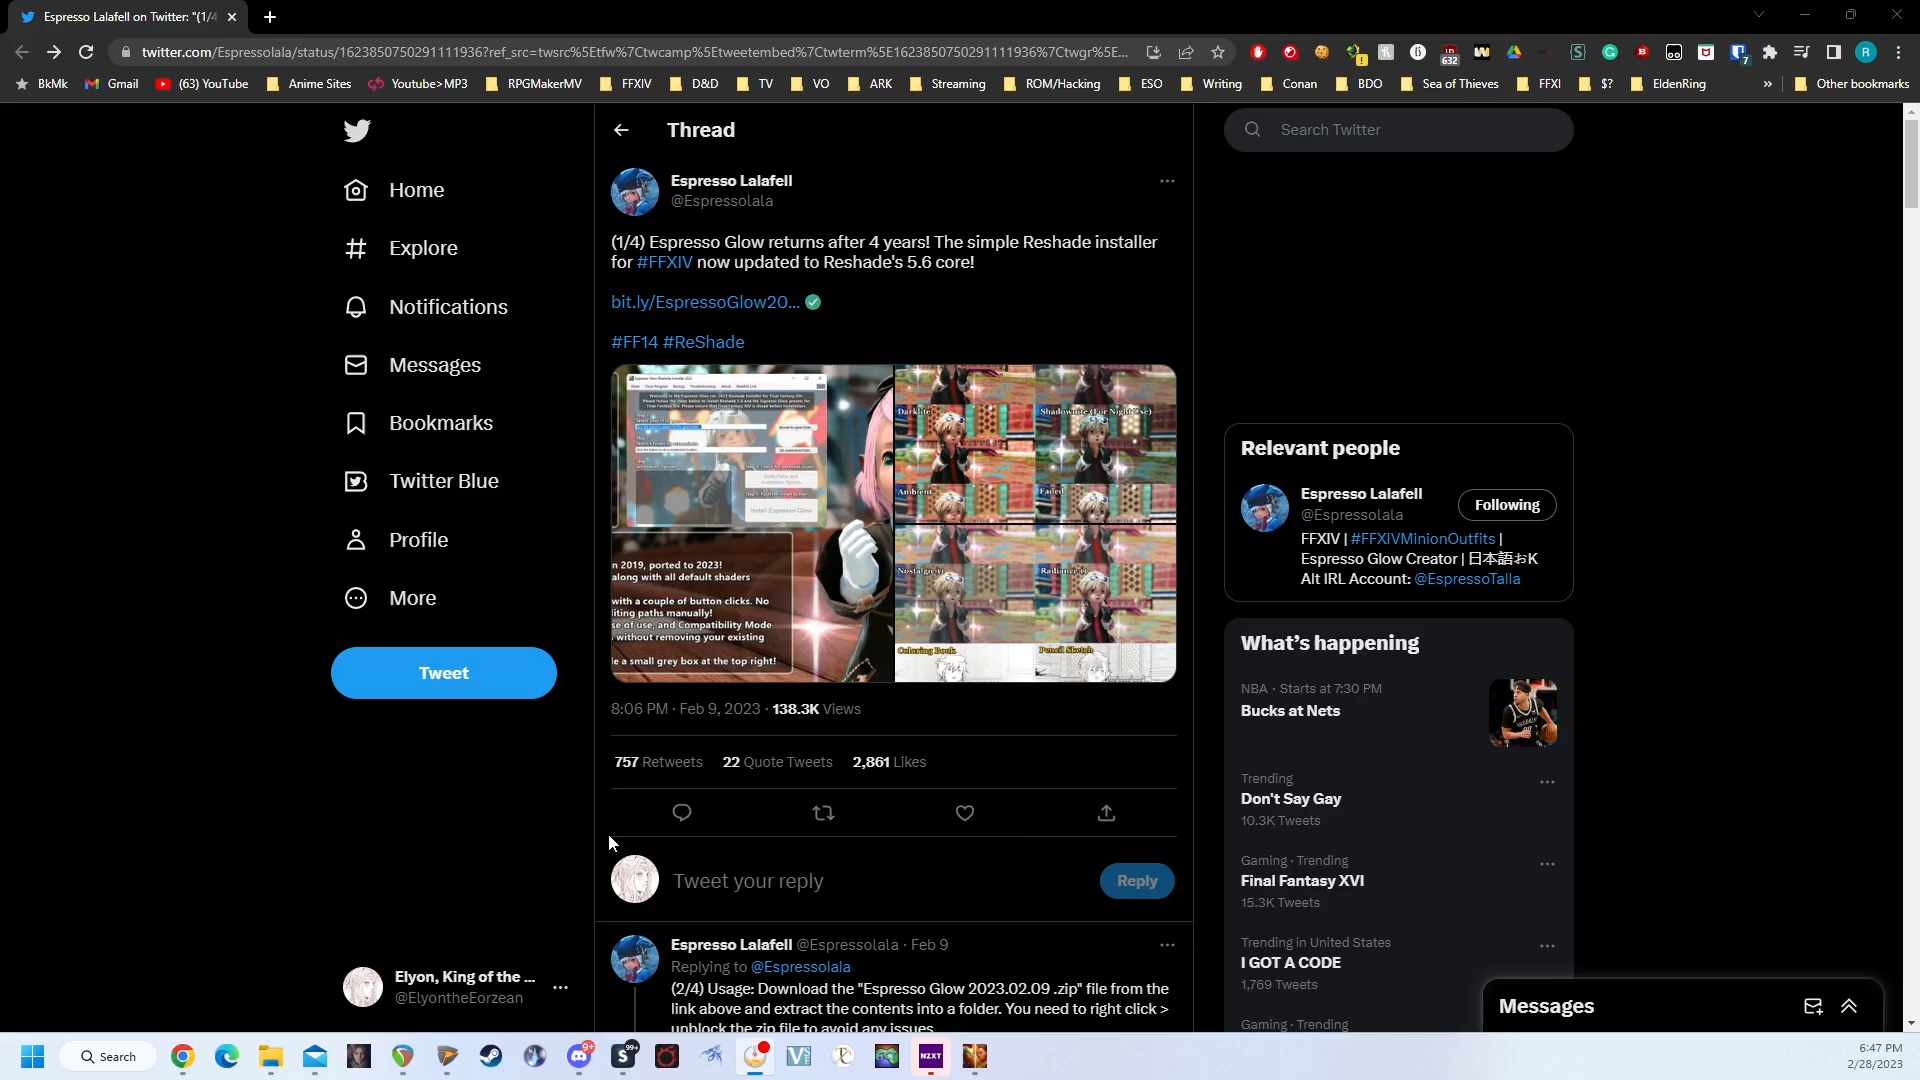 Espresso Lalafell on Twitter: "(1/4
twitter.com/Espressolala/status/1623850750291111936?ref_src=twsrc%5Etfw%7Ctwcamp%5Etweetembed%7Ctwterm%5E1623850750291111936%7Ctwgr%5E...
632
7
R
BkMk
Gmail
(63) YouTube
Anime Sites
Youtube>MP3
RPGMakerMV
FFXIV
D&D
TV
VO
ARK
Streaming
ROM/Hacking
ESO
Writing
Conan
BDO
Sea of Thieves
FFXI
$?
EldenRing
»
Other bookmarks
Home
Explore
Notifications
Messages
Bookmarks
Twitter Blue
Profile
More
Tweet
Elyon, King of the ...
@ElyontheEorzean
Thread
Espresso Lalafell
@Espressolala
(1/4) Espresso Glow returns after 4 years! The simple Reshade installer
for #FFXIV now updated to Reshade's 5.6 core!
bit.ly/EspressoGlow20...
#FF14 #ReShade
n 2019, ported to 2023!
along with all default shaders
with a couple of button clicks. No
iting paths manually!
se of use, and Compatibility Mode
without removing your existing
le a small grey box at the top right!
Install Espresso Glow
Darklite
Shadownite (For Night Use)
Ambient
Faded
Coloring Book
Pencil Sketch
8:06 PM · Feb 9, 2023 · 138.3K Views
757 Retweets 22 Quote Tweets 2,861 Likes
Tweet your reply
Reply
Espresso Lalafell @Espressolala · Feb 9
Replying to @Espressolala
(2/4) Usage: Download the "Espresso Glow 2023.02.09 .zip" file from the
link above and extract the contents into a folder. You need to right click >
unblock the zip file to avoid any issues
Search Twitter
Relevant people
Espresso Lalafell
@Espressolala
Following
FFXIV | #FFXIVMinionOutfits |
Espresso Glow Creator | 日本語おK
Alt IRL Account: @EspressoTalla
What's happening
NBA · Starts at 7:30 PM
Bucks at Nets
Trending
Don't Say Gay
10.3K Tweets
Gaming · Trending
Final Fantasy XVI
15.3K Tweets
Trending in United States
I GOT A CODE
1,769 Tweets
Gaming · Trending
Messages
Search
9+
99+
NZXT
6:47 PM
2/28/2023